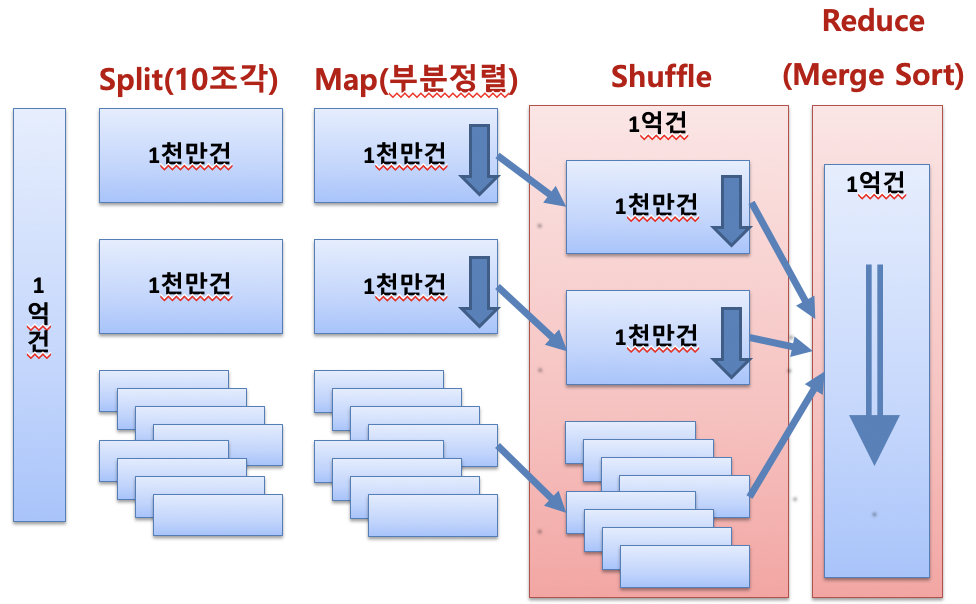 Reduce
Split(10조각)
Map(부분정렬)
Shuffle
(Merge Sort)
1억건
1천만건
1천만건
1천만건
1억건
1천만건
1천만건
1천만건
1
억
건